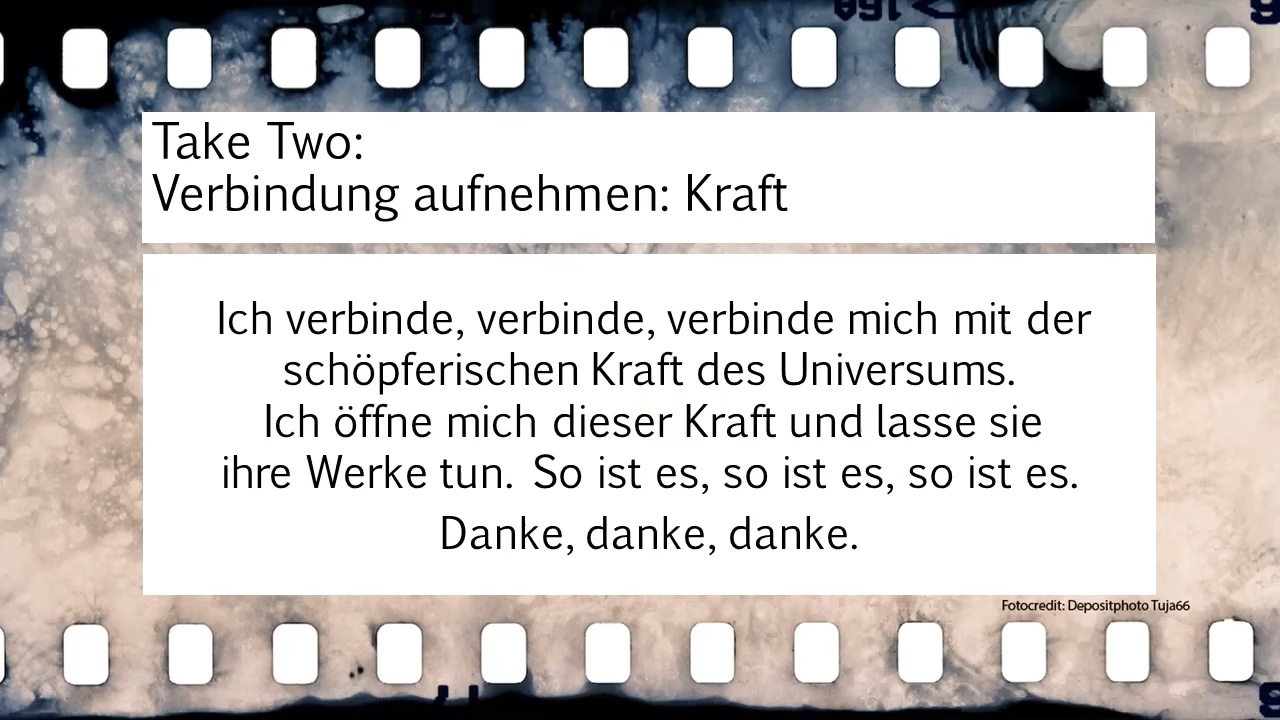 Take Two:
Verbindung aufnehmen: Kraft
Ich verbinde, verbinde, verbinde mich mit der
schöpferischen Kraft des Universums.
Ich öffne mich dieser Kraft und lasse sie
ihre Werke tun. So ist es, so ist es, so ist es.
Danke, danke, danke.
Fotocredit: Depositphoto Tuja66